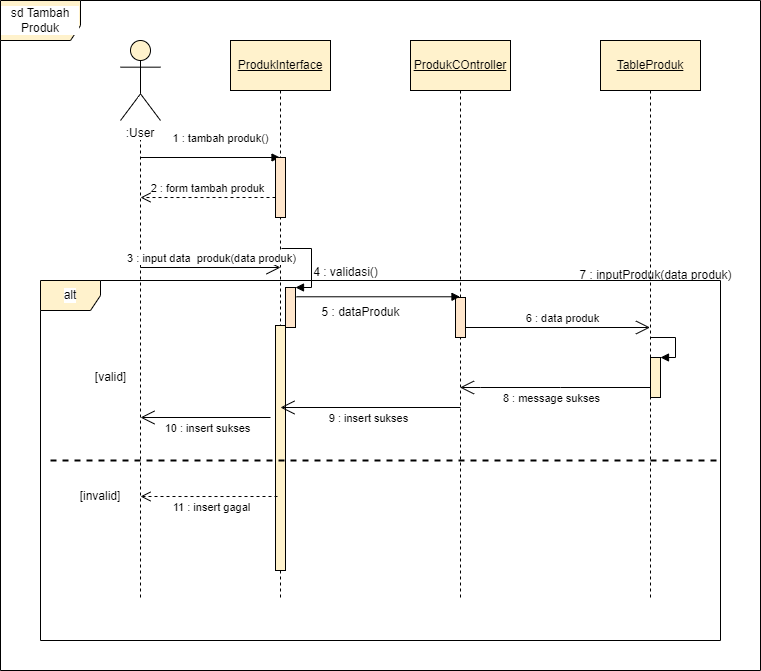 sd Tambah
Produk
ProdukInterface
ProdukCOntroller
TableProduk
:User
1 : tambah produk()
2 : form tambah produk
3 : input data  produk(data produk)
4 : validasi()
7 : inputProduk(data produk)
alt
5 : dataProduk
6 : data produk
[valid]
8 : message sukses
9 : insert sukses
10 : insert sukses
[invalid]
11 : insert gagal